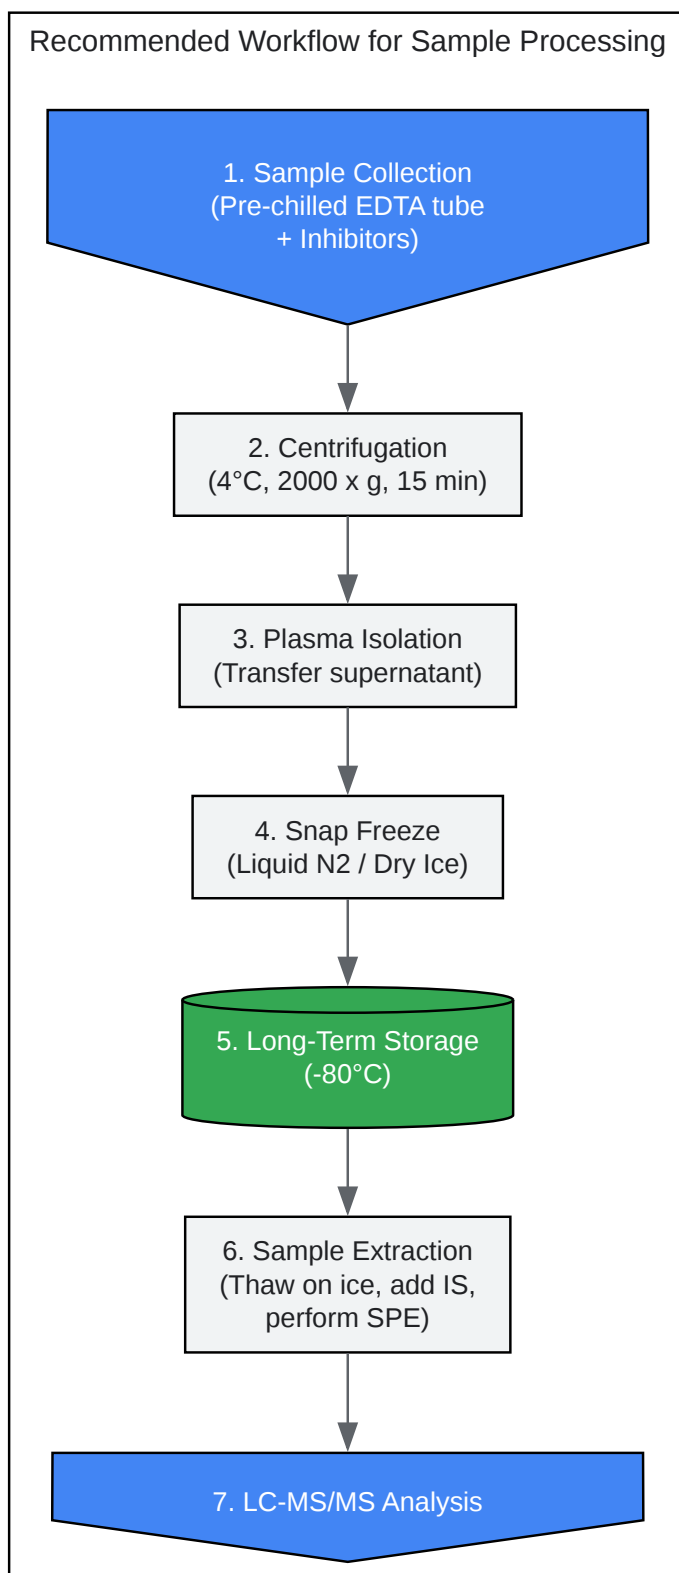 Recommended Workflow for Sample Processing
1. Sample Collection
(Pre-chilled EDTA tube
+ Inhibitors)
2. Centrifugation
(4°C, 2000 x g, 15 min)
3. Plasma Isolation
(Transfer supernatant)
4. Snap Freeze
(Liquid N2 / Dry Ice)
5. Long-Term Storage
(-80°C)
6. Sample Extraction
(Thaw on ice, add IS,
perform SPE)
7. LC-MS/MS Analysis